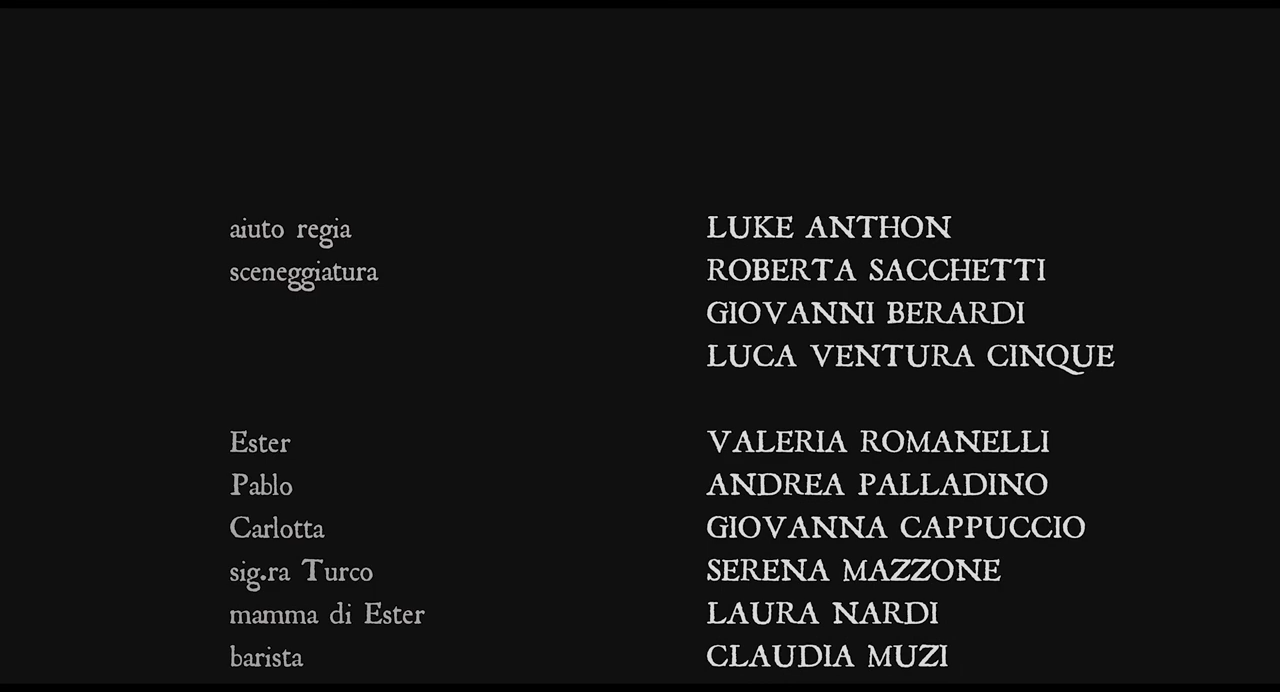 aiuto regia LUKE ANTHON
sceneggiatura ROBERTA SACCHETTI
GIOVANNI BERARDI
LUCA VENTURA CINQUE
Ester VALERIA ROMANELLI
Pablo ANDREA PALLADINO
Carlotta GIOVANNA CAPPUCCIO
sig.ra Turco SERENA MAZZONE
mamma di Ester LAURA NARDI
barista CLAUDIA MUZI